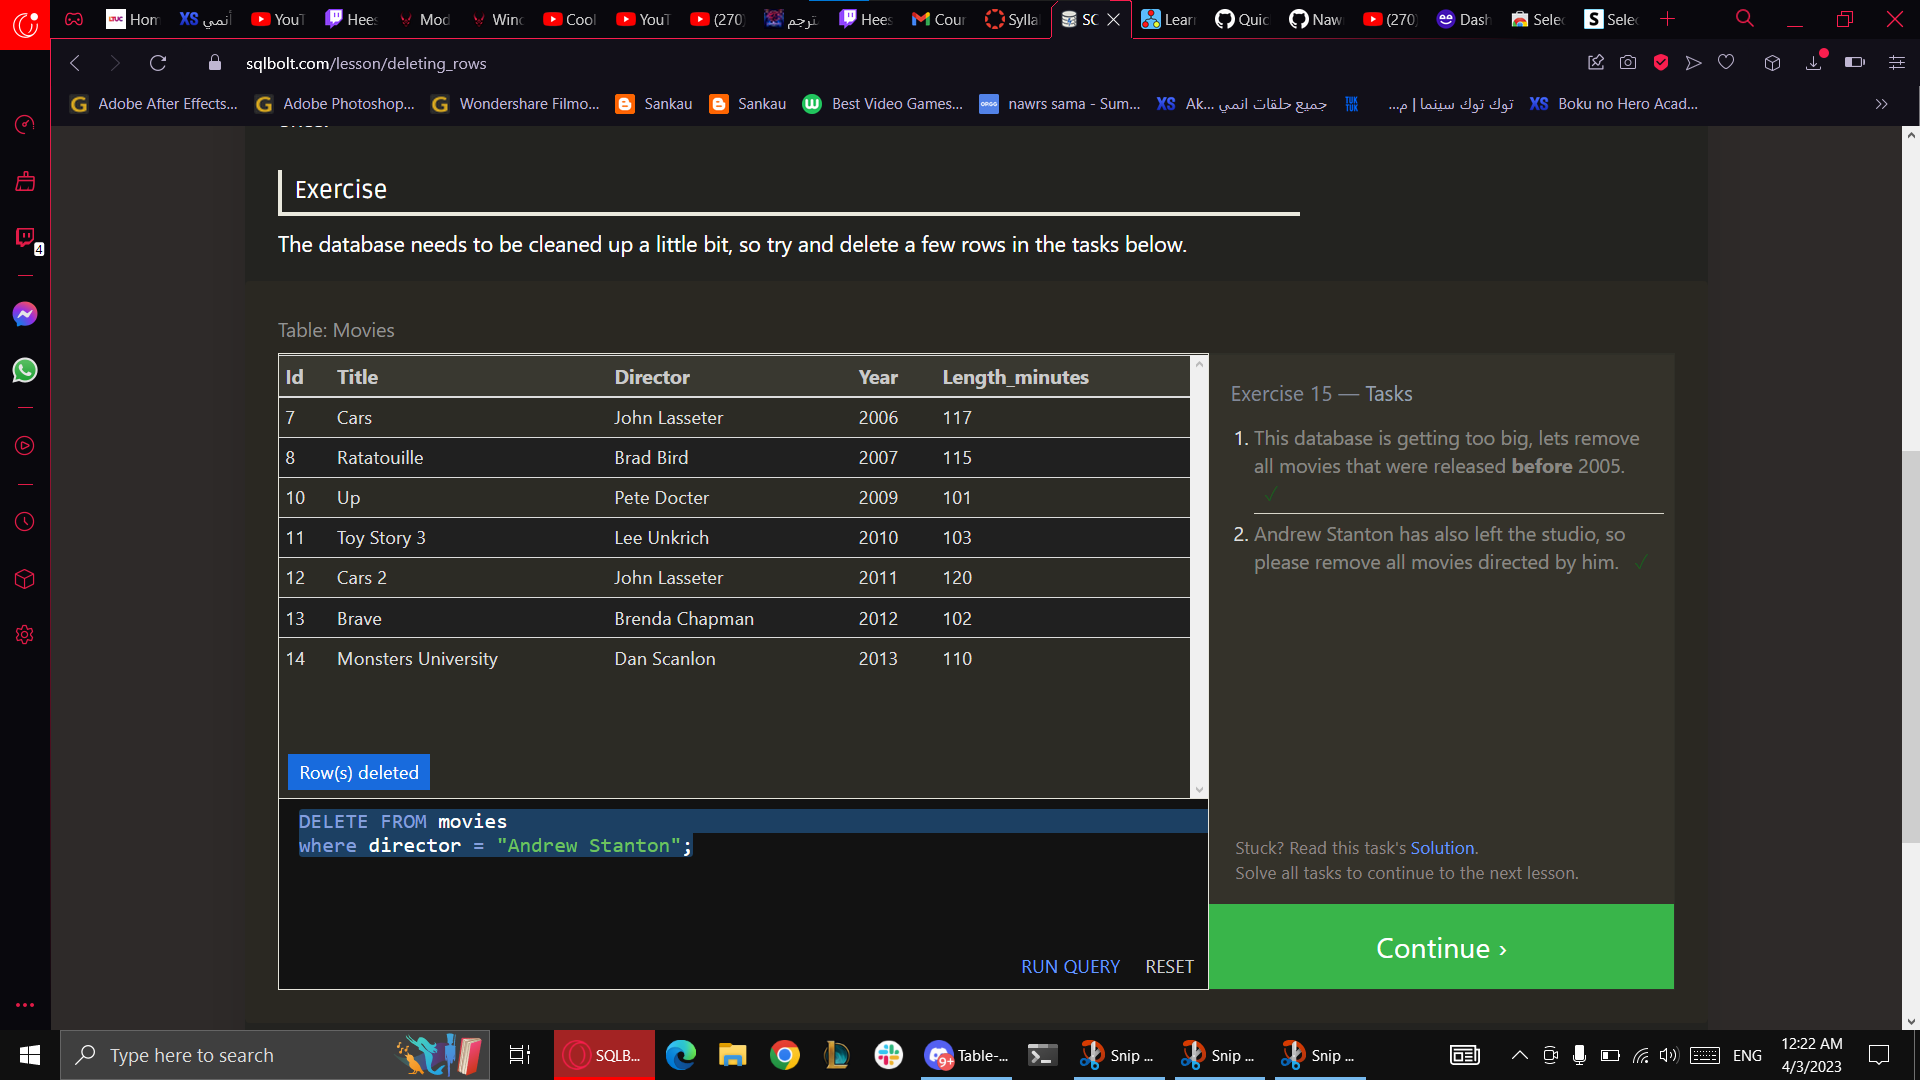 Hom
XS أنمي
YouT
Hees
Mod
Winc
Cool
YouT
(270)
مترجم
Hees
Cour
Sylla
SC
Learn
Quic
Naw
(270)
Dash
Selec
Selec
sqlbolt.com/lesson/deleting_rows
Adobe After Effects...
Adobe Photoshop...
Wondershare Filmo...
Sankau
Sankau
Best Video Games...
nawrs sama - Sum...
XS Ak... جميع حلقات انمي
توك توك سينما | م...
XS Boku no Hero Acad...
4
Exercise
The database needs to be cleaned up a little bit, so try and delete a few rows in the tasks below.
Table: Movies
Id Title Director Year Length_minutes
7 Cars John Lasseter 2006 117
8 Ratatouille Brad Bird 2007 115
10 Up Pete Docter 2009 101
11 Toy Story 3 Lee Unkrich 2010 103
12 Cars 2 John Lasseter 2011 120
13 Brave Brenda Chapman 2012 102
14 Monsters University Dan Scanlon 2013 110
Row(s) deleted
DELETE FROM movies
where director = "Andrew Stanton";
RUN QUERY RESET
Exercise 15 — Tasks
1. This database is getting too big, lets remove
all movies that were released before 2005.
✓
2. Andrew Stanton has also left the studio, so
please remove all movies directed by him. ✓
Stuck? Read this task's Solution.
Solve all tasks to continue to the next lesson.
Continue ›
Type here to search
SQLB...
9+
Table-...
Snip ...
Snip ...
Snip ...
ENG
12:22 AM
4/3/2023